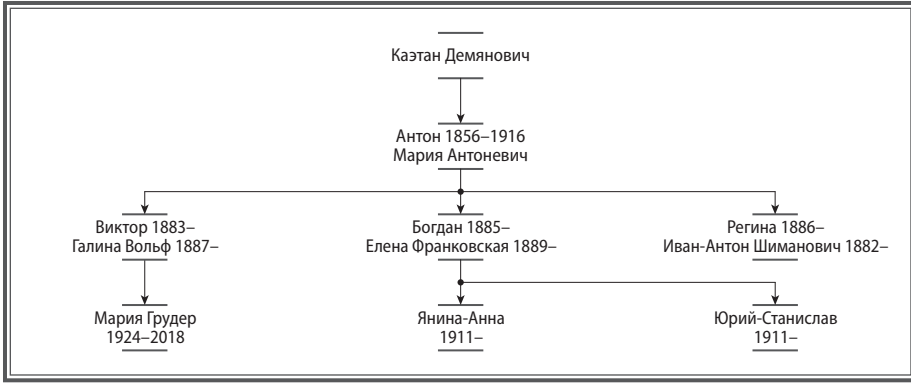 Каэтан Демянович
Антон 1856–1916
Мария Антоневич
Виктор 1883–
Галина Вольф 1887–
Богдан 1885–
Елена Франковская 1889–
Регина 1886–
Иван-Антон Шиманович 1882–
Мария Грудер
1924–2018
Янина-Анна
1911–
Юрий-Станислав
1911–